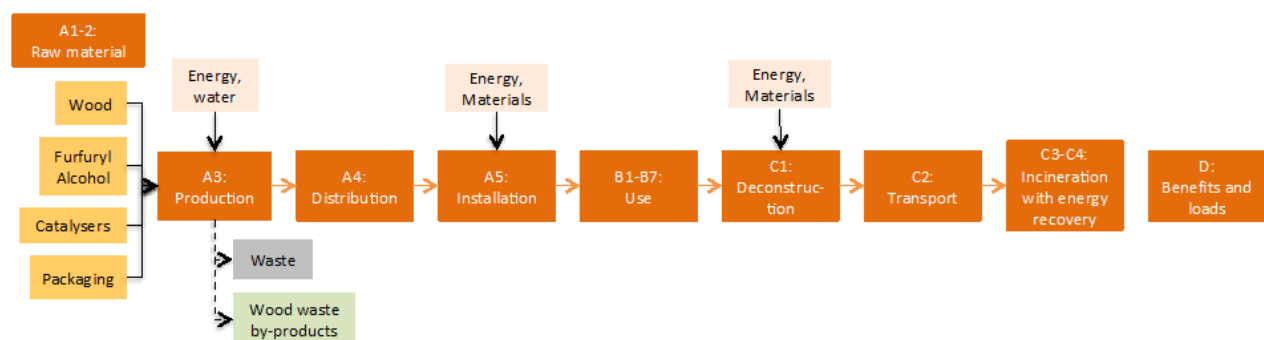 A1-2:
Raw material
Wood
Furfuryl
Alcohol
Catalysers
Packaging
Energy,
water
A3:
Production
Waste
Wood waste
by-products
A4:
Distribution
Energy,
Materials
A5:
Installation
B1-B7:
Use
Energy,
Materials
C1:
Deconstruc-
tion
C2:
Transport
C3-C4:
Incineration
with energy
recovery
D:
Benefits and
loads